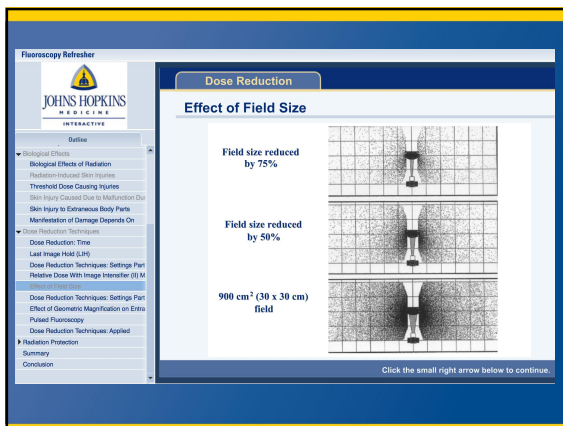 Fluoroscopy Refresher
JOHNS HOPKINS
MEDICINE
INTERACTIVE
Outline
Biological Effects
Biological Effects of Radiation
Radiation-Induced Skin Injuries
Threshold Dose Causing Injuries
Skin Injury Caused Due to Malfunction Du
Skin Injury to Extraneous Body Parts
Manifestation of Damage Depends On
Dose Reduction Techniques
Dose Reduction: Time
Last Image Hold (LIH)
Dose Reduction Techniques: Settings Part
Relative Dose With Image Intensifier (II) M
Effect of Field Size
Dose Reduction Techniques: Settings Part
Effect of Geometric Magnification on Entra
Pulsed Fluoroscopy
Dose Reduction Techniques: Applied
Radiation Protection
Summary
Conclusion
Dose Reduction
Effect of Field Size
Field size reduced
by 75%
Field size reduced
by 50%
900 cm² (30 x 30 cm)
field
Click the small right arrow below to continue.